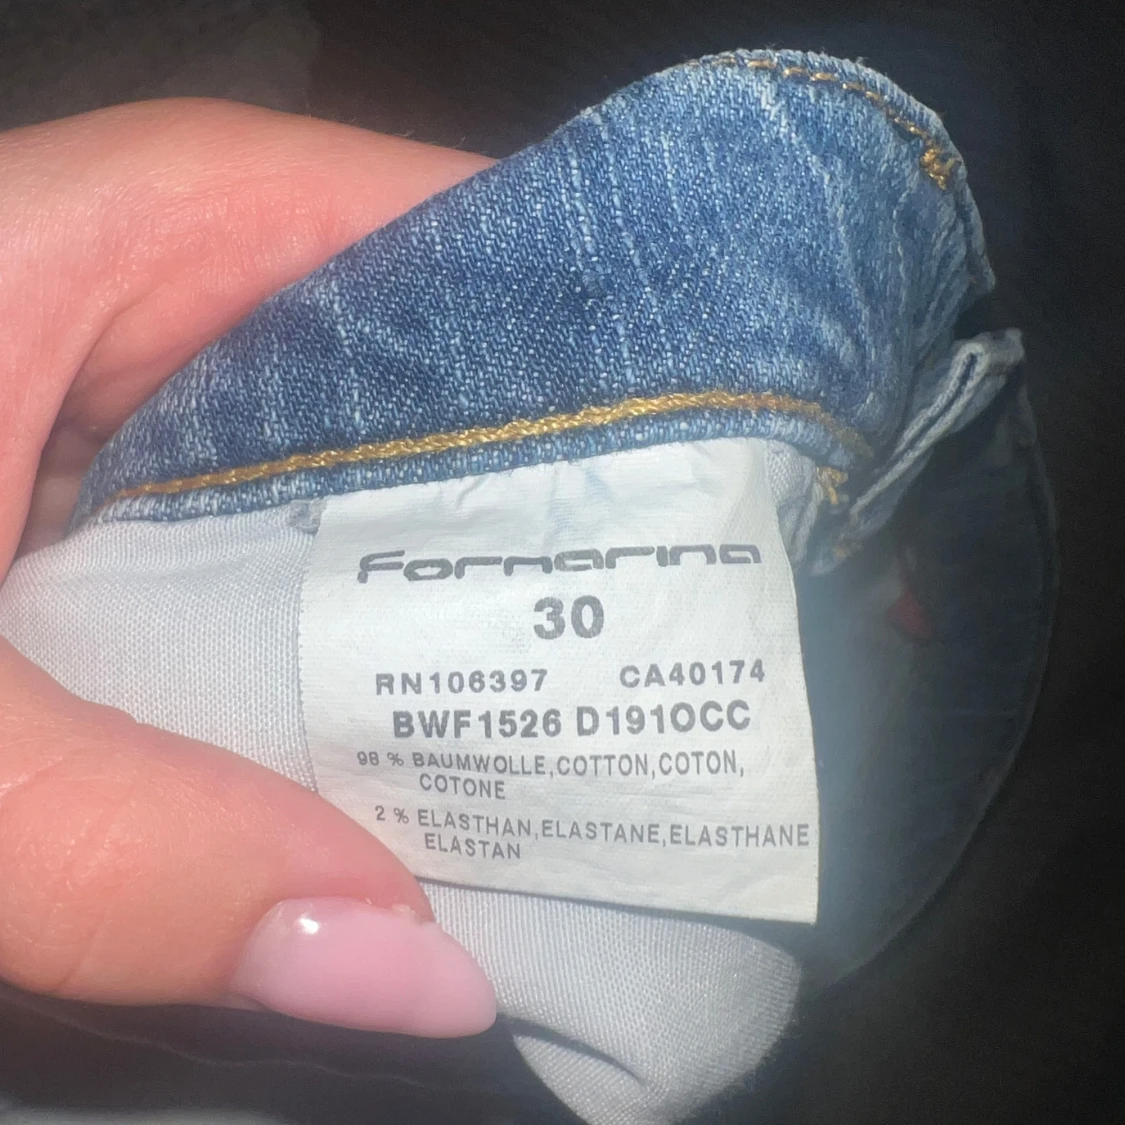 Fornarina
30
RN106397 CA40174
BWF1526 D191OCC
98 % BAUMWOLLE,COTTON,COTON,
COTONE
2 % ELASTHAN,ELASTANE,ELASTHANE
ELASTAN